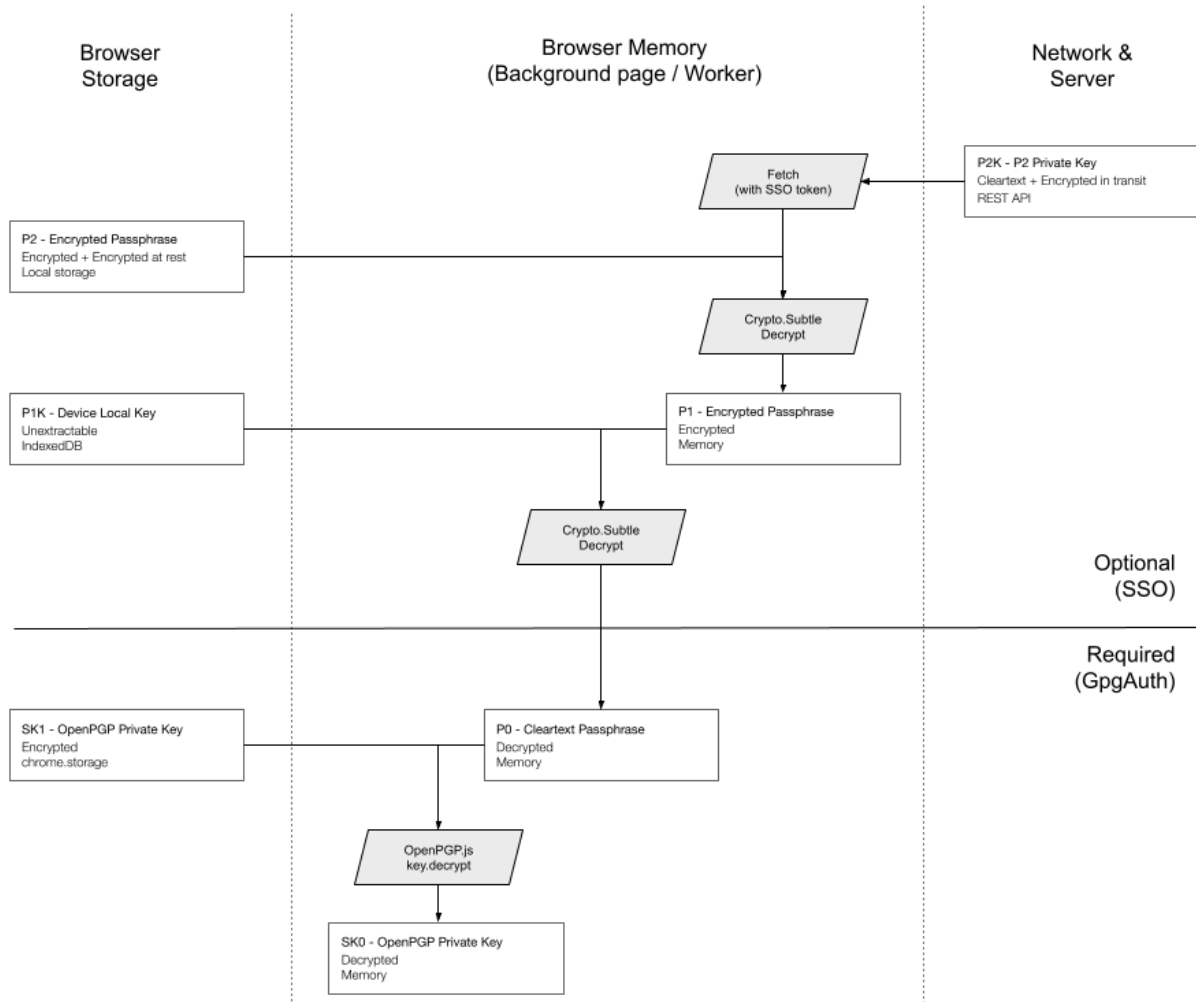 Browser
Storage
Browser Memory
(Background page / Worker)
Network &
Server
Fetch
(with SSO token)
P2K - P2 Private Key
Cleartext + Encrypted in transit
REST API
P2 - Encrypted Passphrase
Encrypted + Encrypted at rest
Local storage
Crypto.Subtle
Decrypt
P1K - Device Local Key
Unextractable
IndexedDB
P1 - Encrypted Passphrase
Encrypted
Memory
Crypto.Subtle
Decrypt
Optional
(SSO)
Required
(GpgAuth)
SK1 - OpenPGP Private Key
Encrypted
chrome.storage
P0 - Cleartext Passphrase
Decrypted
Memory
OpenPGP.js
key.decrypt
SK0 - OpenPGP Private Key
Decrypted
Memory